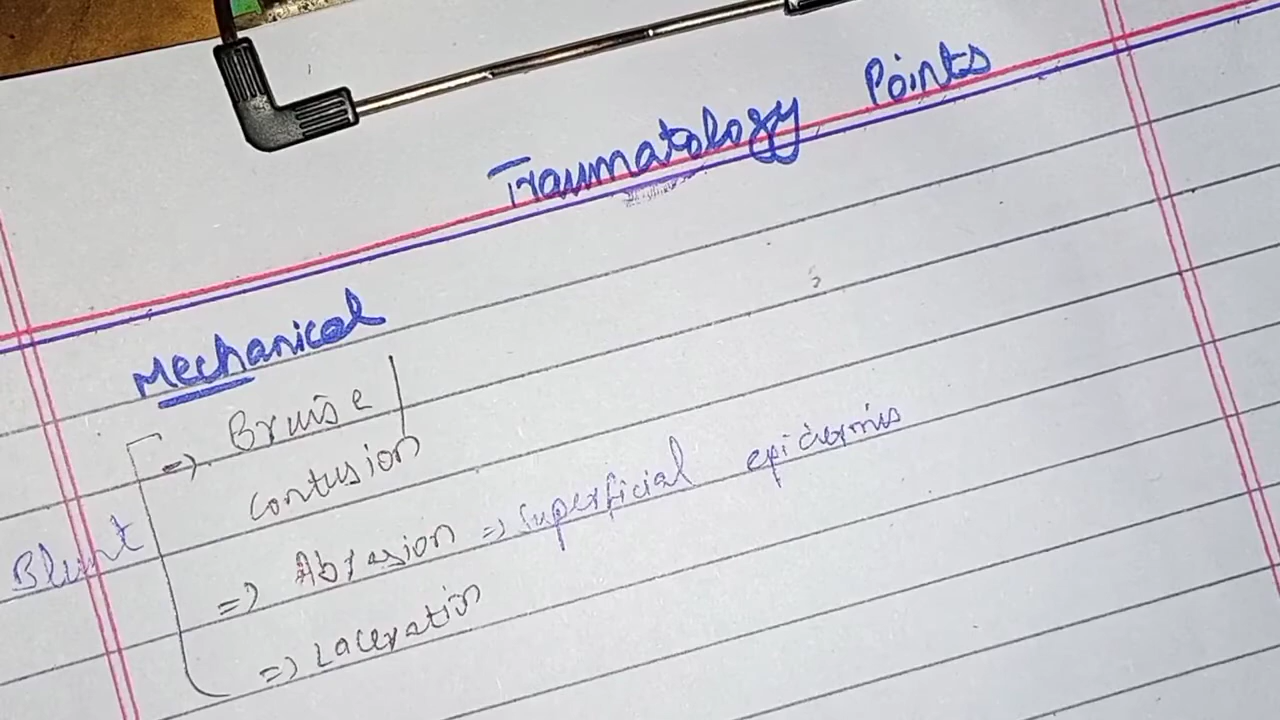 Traumatology Points
Mechanical
=> Bruise /
contusion
Blunt
=> Abrasion => superficial epidermis
=> Laceration